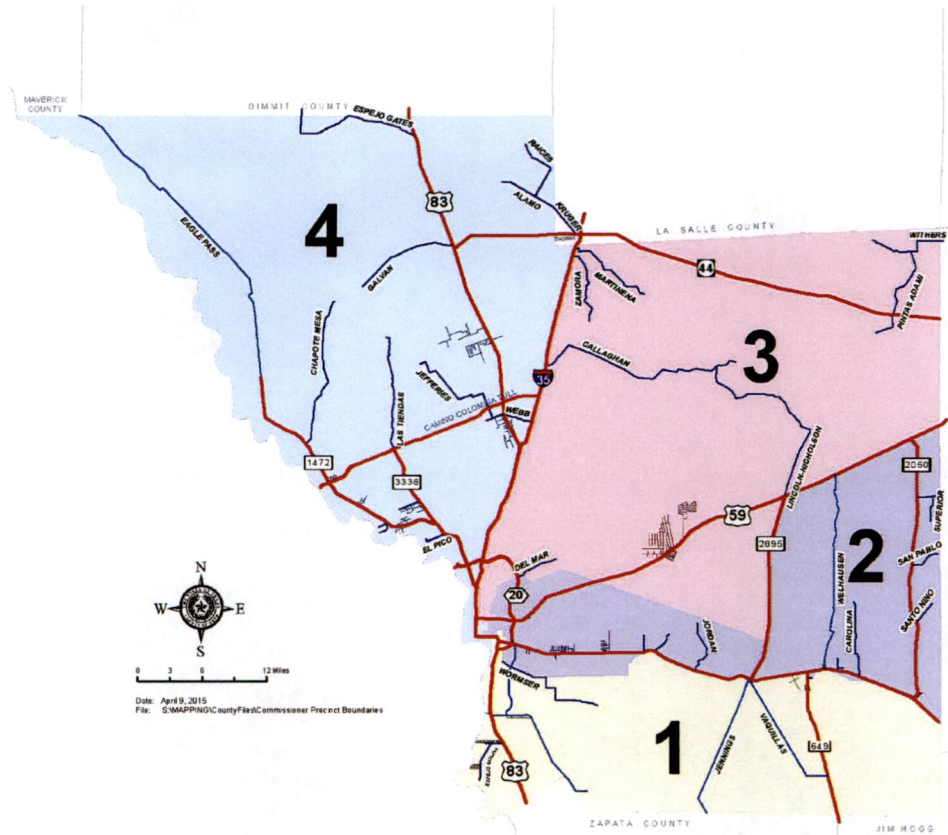 MAVERICK
COUNTY
DIMMIT COUNTY
ESPEJO GATES
RAICES
83
ALAMO
KRUGER
LA SALLE COUNTY
WITHERS
EAGLE PASS
4
44
GALVAN
ZAMORA
MARTINENA
PINTAS ADAMI
CHAPOTE MESA
CALLAGHAN
3
JEFFERIES
35
LAS TIENDAS
CAMINO COLOMBIA TOLL
WEBB
LINCOLN-NICHOLSON
1472
2050
3338
59
SUPERIOR
2895
2
EL PICO
DEL MAR
SAN PABLO
WELHAUSEN
N
20
W
E
SANTO NINO
CAROLINA
S
JORDAN
0 3 6 12 Miles
WORMSER
Date: April 9, 2015
File: S:\MAPPING\CountyFiles\Commissioner Precinct Boundaries
1
VAQUILLAS
JENNINGS
649
83
ZAPATA COUNTY
JIM HOGG